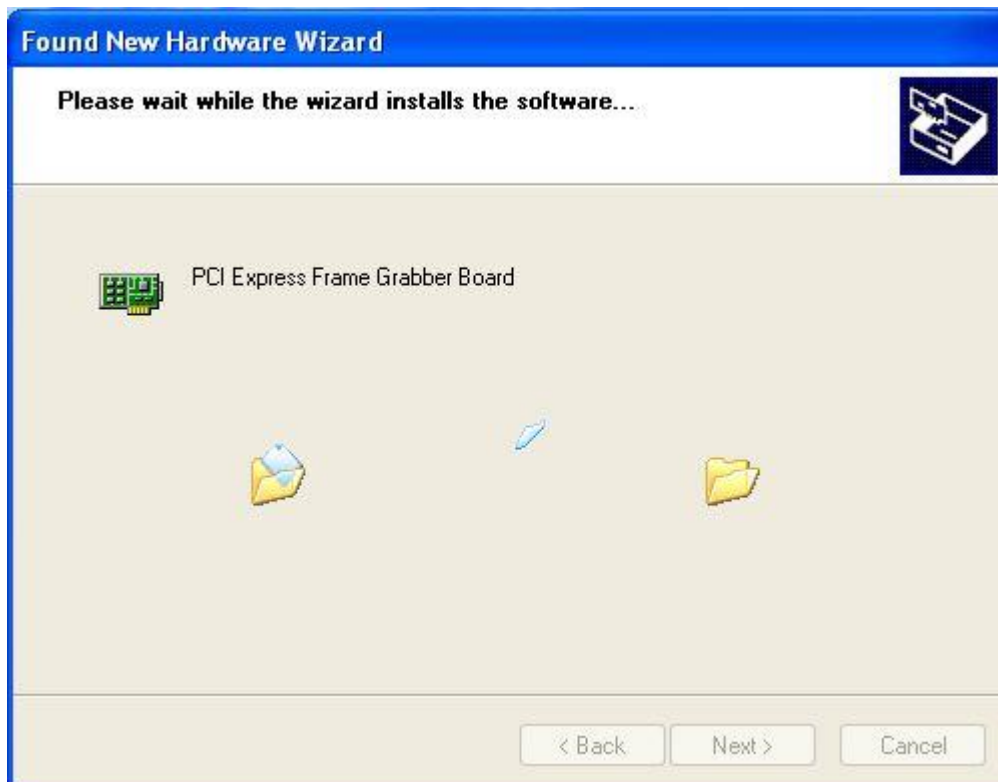 Found New Hardware Wizard
Please wait while the wizard installs the software...
PCI Express Frame Grabber Board
< Back Next > Cancel